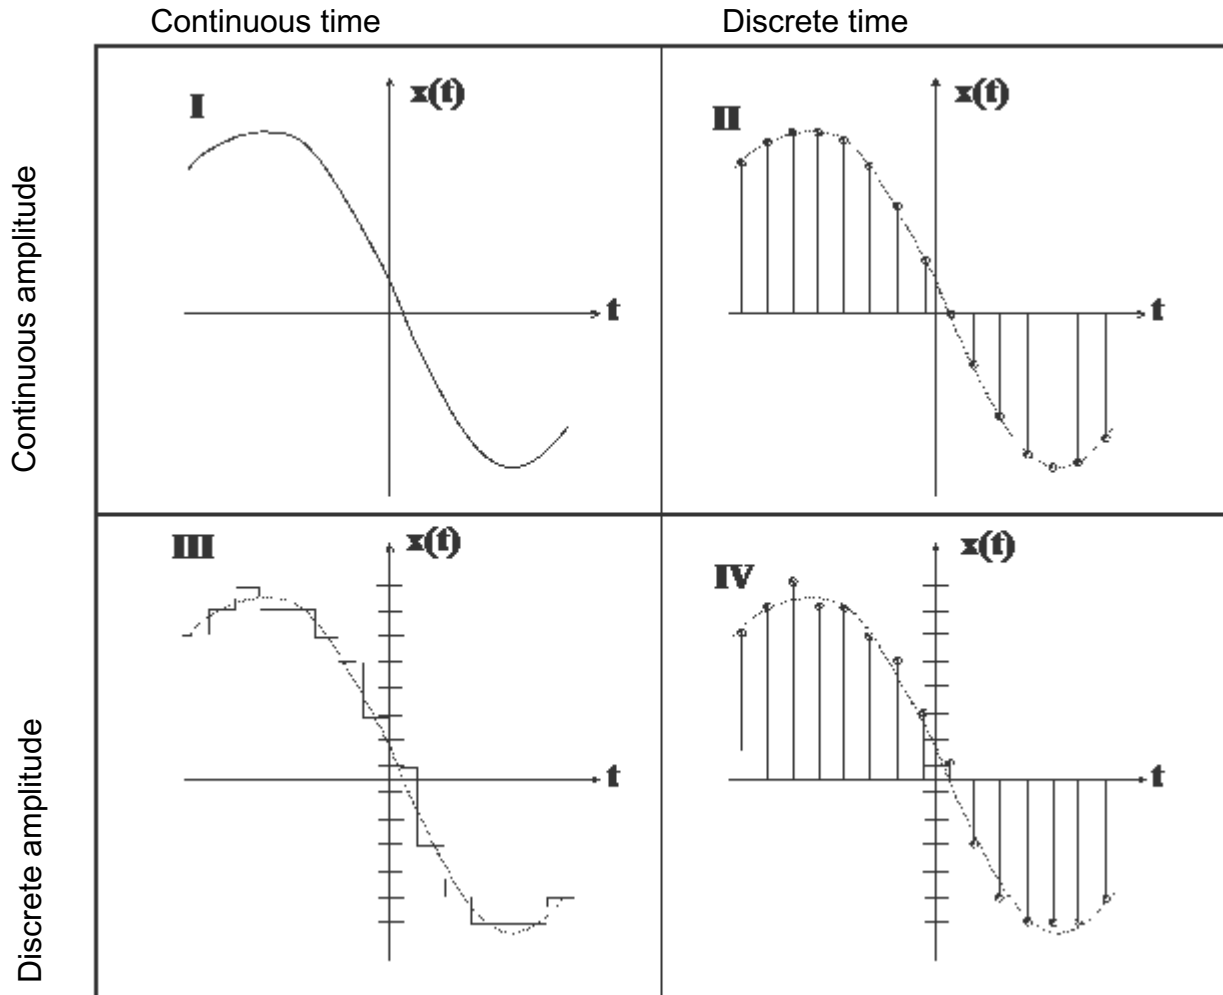 Continuous time
Discrete time
Continuous amplitude
I
x(t)
t
II
x(t)
t
Discrete amplitude
III
x(t)
t
IV
x(t)
t